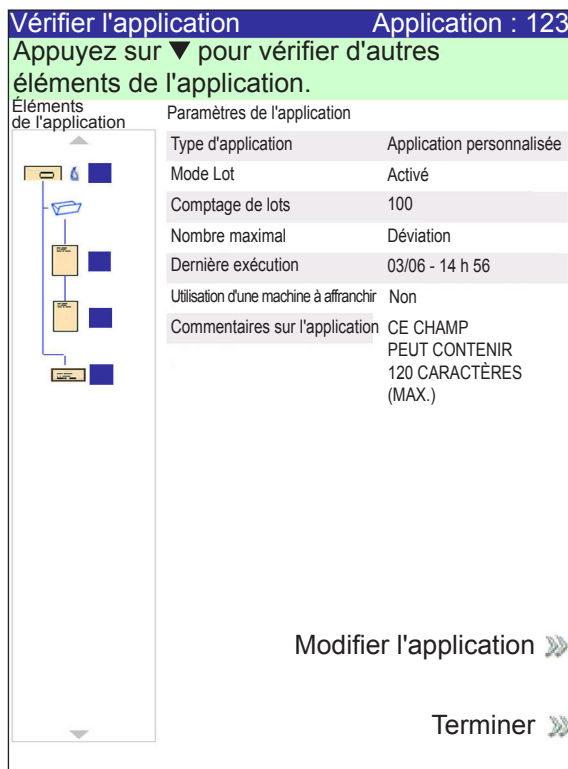 Vérifier l'application Application : 123
Appuyez sur ▼ pour vérifier d'autres
éléments de l'application.
Éléments
de l'application
Paramètres de l'application
Type d'application Application personnalisée
Mode Lot Activé
Comptage de lots 100
Nombre maximal Déviation
Dernière exécution 03/06 - 14 h 56
Utilisation d'une machine à affranchir Non
Commentaires sur l'application CE CHAMP
PEUT CONTENIR
120 CARACTÈRES
(MAX.)
Modifier l'application
Terminer